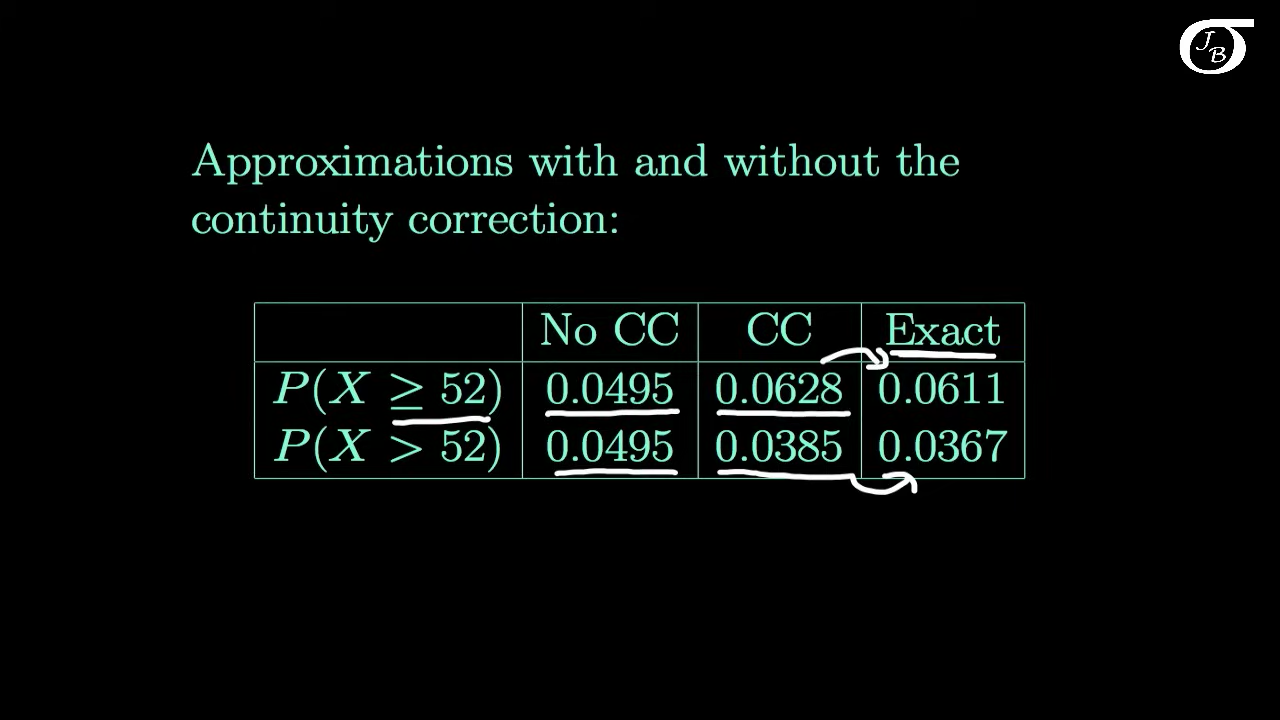 JB
Approximations with and without the
continuity correction:
No CC CC Exact
P(X ≥ 52) 0.0495 0.0628 0.0611
P(X > 52) 0.0495 0.0385 0.0367